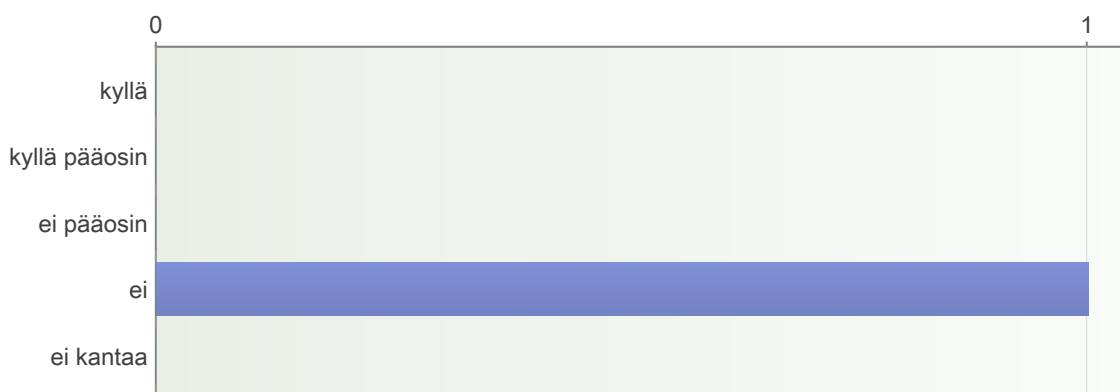 0 1
kyllä
kyllä pääosin
ei pääosin
ei
ei kantaa